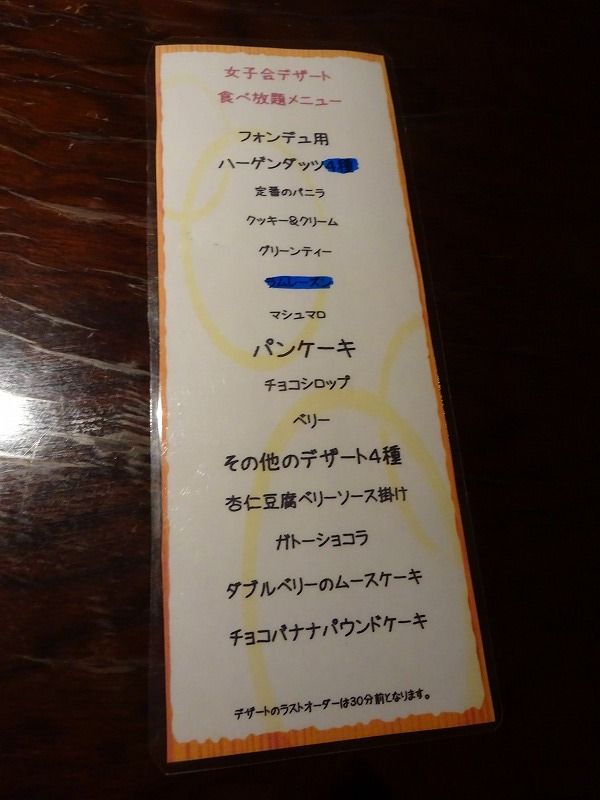 女子会デザート
食べ放題メニュー
フォンデュ用
ハーゲンダッツ4種
定番のバニラ
クッキー&クリーム
グリーンティー
ラムレーズン
マシュマロ
パンケーキ
チョコシロップ
ベリー
その他のデザート4種
杏仁豆腐ベリーソース掛け
ガトーショコラ
ダブルベリーのムースケーキ
チョコバナナパウンドケーキ
デザートのラストオーダーは30分前となります。